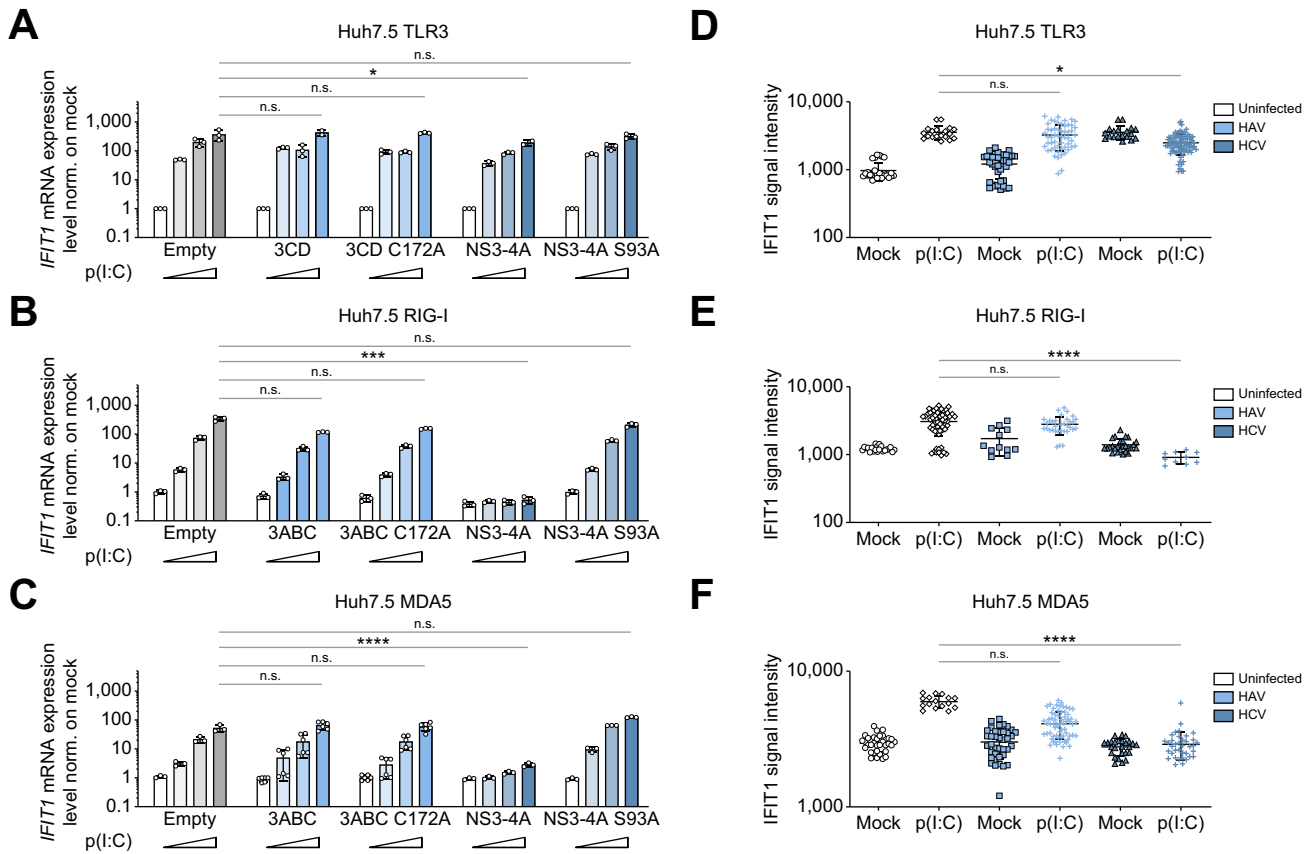 A
Huh7.5 TLR3
n.s.
*
n.s.
n.s.
IFIT1 mRNA expression
level norm. on mock
1,000
100
10
1
0.1
Empty
3CD
3CD C172A
NS3-4A
NS3-4A S93A
p(I:C)
B
Huh7.5 RIG-I
n.s.
***
n.s.
n.s.
IFIT1 mRNA expression
level norm. on mock
1,000
100
10
1
0.1
Empty
3ABC
3ABC C172A
NS3-4A
NS3-4A S93A
p(I:C)
C
Huh7.5 MDA5
n.s.
****
n.s.
n.s.
IFIT1 mRNA expression
level norm. on mock
1,000
100
10
1
0.1
Empty
3ABC
3ABC C172A
NS3-4A
NS3-4A S93A
p(I:C)
D
Huh7.5 TLR3
*
n.s.
IFIT1 signal intensity
10,000
1,000
100
Mock
p(I:C)
Mock
p(I:C)
Mock
p(I:C)
Uninfected
HAV
HCV
E
Huh7.5 RIG-I
****
n.s.
IFIT1 signal intensity
10,000
1,000
100
Mock
p(I:C)
Mock
p(I:C)
Mock
p(I:C)
Uninfected
HAV
HCV
F
Huh7.5 MDA5
****
n.s.
IFIT1 signal intensity
10,000
1,000
Mock
p(I:C)
Mock
p(I:C)
Mock
p(I:C)
Uninfected
HAV
HCV